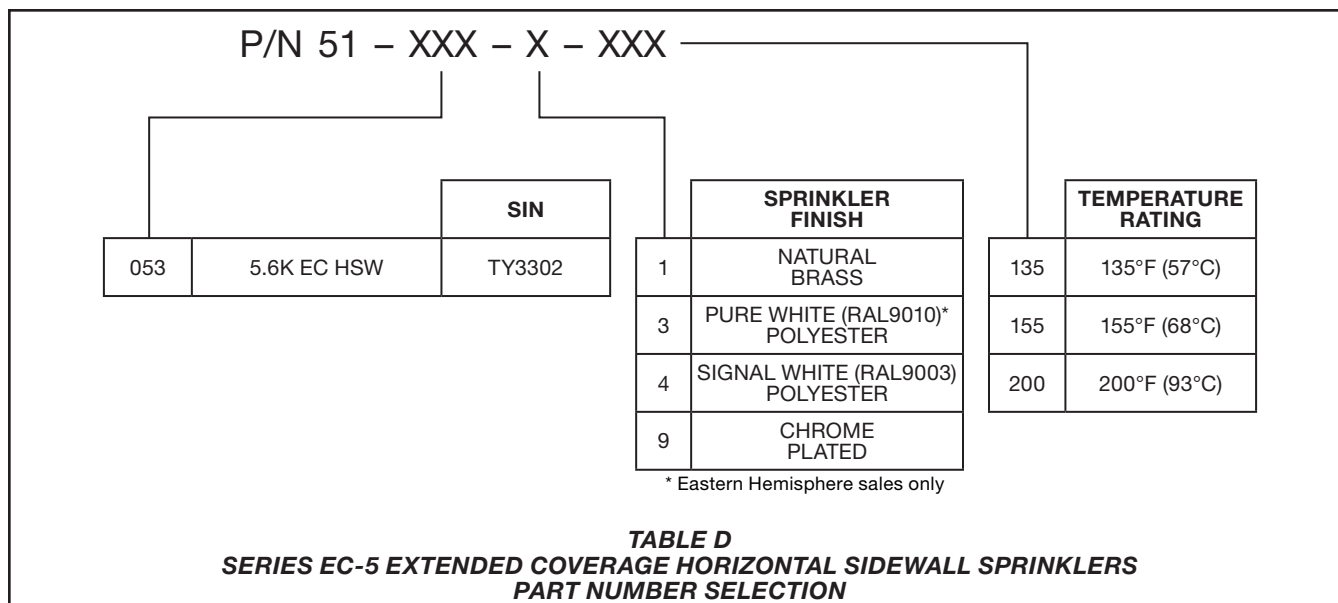 P/N 51 – XXX – X – XXX
SIN
053 5.6K EC HSW TY3302
SPRINKLER
FINISH
1 NATURAL
BRASS
3 PURE WHITE (RAL9010)*
POLYESTER
4 SIGNAL WHITE (RAL9003)
POLYESTER
9 CHROME
PLATED
* Eastern Hemisphere sales only
TEMPERATURE
RATING
135 135°F (57°C)
155 155°F (68°C)
200 200°F (93°C)
TABLE D
SERIES EC-5 EXTENDED COVERAGE HORIZONTAL SIDEWALL SPRINKLERS
PART NUMBER SELECTION